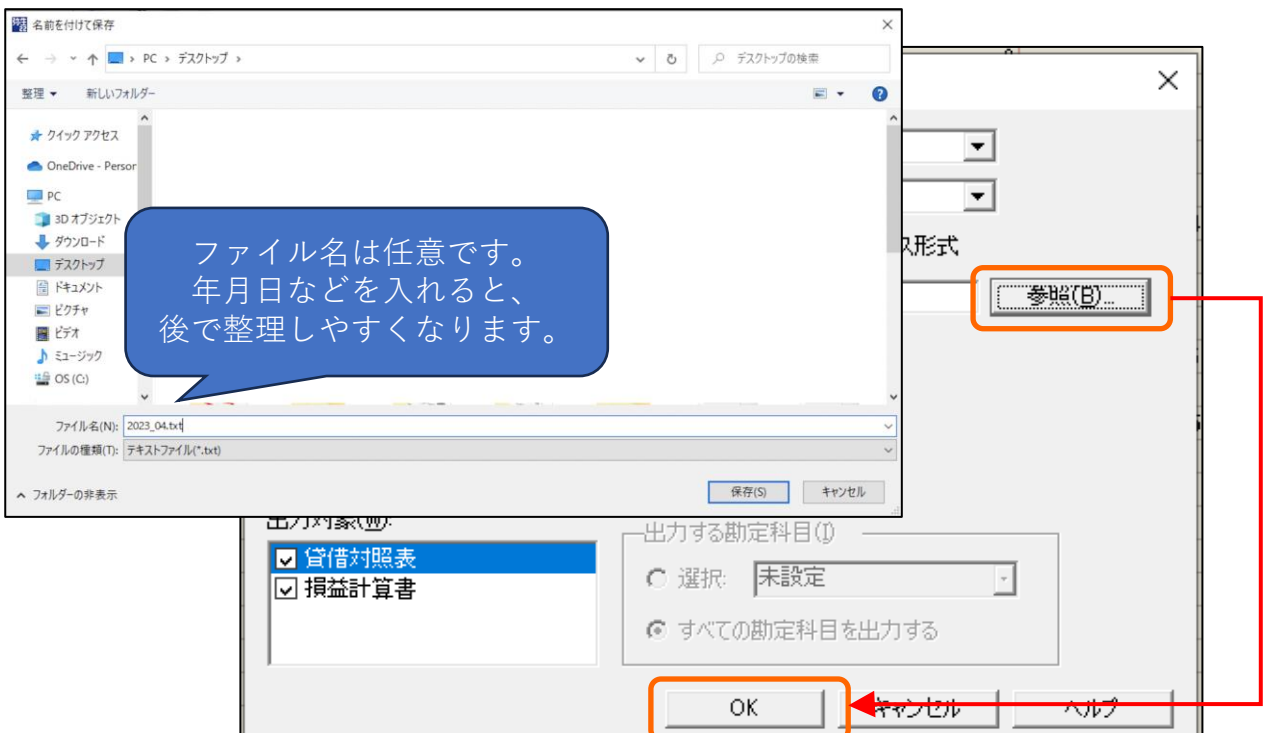 名前を付けて保存
PC › デスクトップ ›
デスクトップの検索
整理
新しいフォルダー
クイック アクセス
OneDrive - Person
PC
3D オブジェクト
ダウンロード
デスクトップ
ドキュメント
ピクチャ
ビデオ
ミュージック
OS (C:)
ファイル名は任意です。
年月日などを入れると、
後で整理しやすくなります。
ファイル名(N): 2023_04.txt
ファイルの種類(T): テキストファイル(*.txt)
フォルダーの非表示
保存(S)
キャンセル
ス形式
参照(B)...
出力対象(W):
貸借対照表
損益計算書
出力する勘定科目(I)
選択: 未設定
すべての勘定科目を出力する
OK
キャンセル
ヘルプ